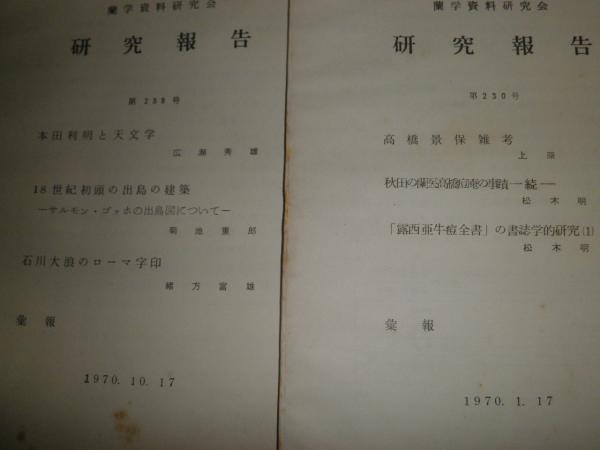 蘭学資料研究会
研究報告
第238号
本田利明と天文学
広瀬秀雄
18世紀初頭の出島の建築
―サルモン・ゴッホの出島図について―
菊池重郎
石川大浪のローマ字印
緒方富雄
彙報
1970.10.17
蘭学資料研究会
研究報告
第230号
高橋景保雑考
上原
秋田の蘭医高橋痘庵の事蹟―続―
松木明
「露西亜牛痘全書」の書誌学的研究(1)
松木明
彙報
1970.1.17